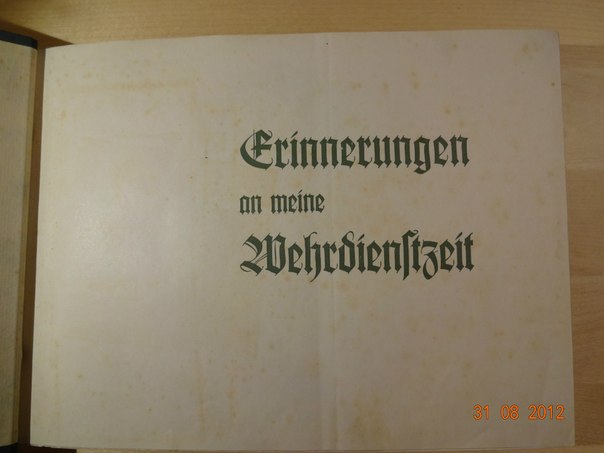 Erinnerungen
an meine
Wehrdienſtzeit
31 08 2012